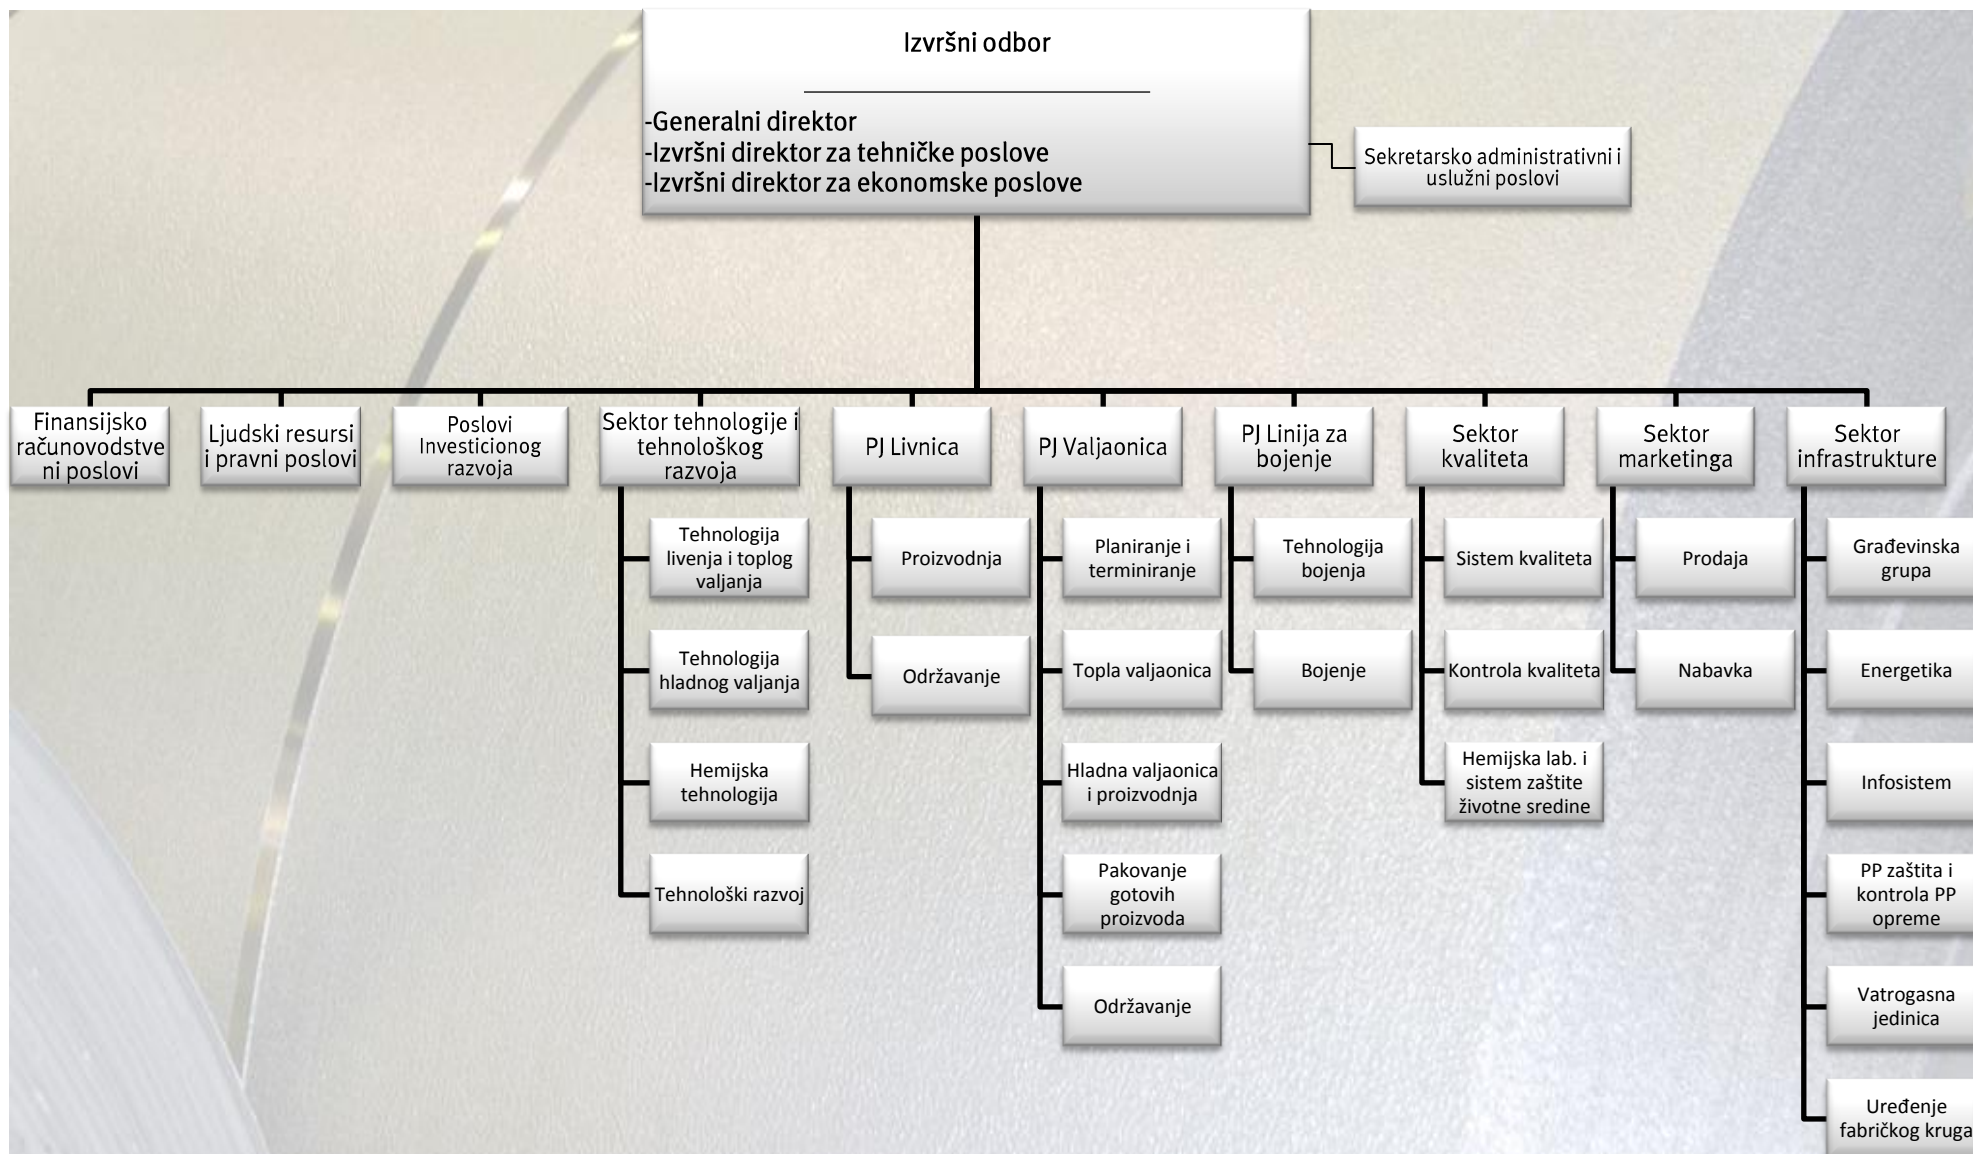 Izvršni odbor
-Generalni direktor
-Izvršni direktor za tehničke poslove
-Izvršni direktor za ekonomske poslove
Sekretarsko administrativni i
uslužni poslovi
Finansijsko
računovodstve
ni poslovi
Ljudski resursi
i pravni poslovi
Poslovi
Investicionog
razvoja
Sektor tehnologije i
tehnološkog
razvoja
Tehnologija
livenja i toplog
valjanja
Tehnologija
hladnog valjanja
Hemijska
tehnologija
Tehnološki razvoj
PJ Livnica
Proizvodnja
Održavanje
PJ Valjaonica
Planiranje i
terminiranje
Topla valjaonica
Hladna valjaonica
i proizvodnja
Pakovanje
gotovih
proizvoda
Održavanje
PJ Linija za
bojenje
Tehnologija
bojenja
Bojenje
Sektor
kvaliteta
Sistem kvaliteta
Kontrola kvaliteta
Hemijska lab. i
sistem zaštite
životne sredine
Sektor
marketinga
Prodaja
Nabavka
Sektor
infrastrukture
Građevinska
grupa
Energetika
Infosistem
PP zaštita i
kontrola PP
opreme
Vatrogasna
jedinica
Uređenje
fabričkog kruga